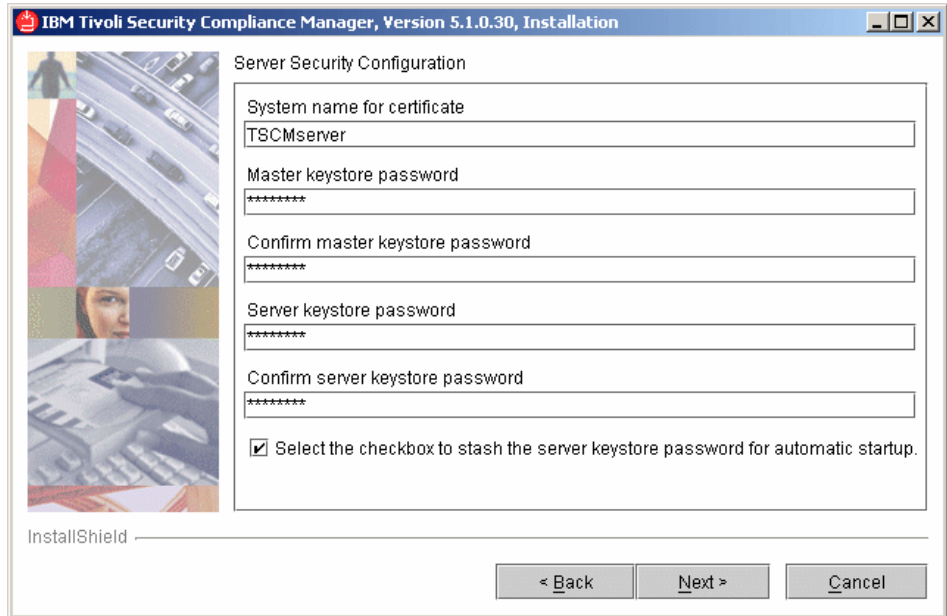 IBM Tivoli Security Compliance Manager, Version 5.1.0.30, Installation
Server Security Configuration
System name for certificate
TSCMserver
Master keystore password
********
Confirm master keystore password
********
Server keystore password
********
Confirm server keystore password
********
Select the checkbox to stash the server keystore password for automatic startup.
InstallShield
< Back Next > Cancel